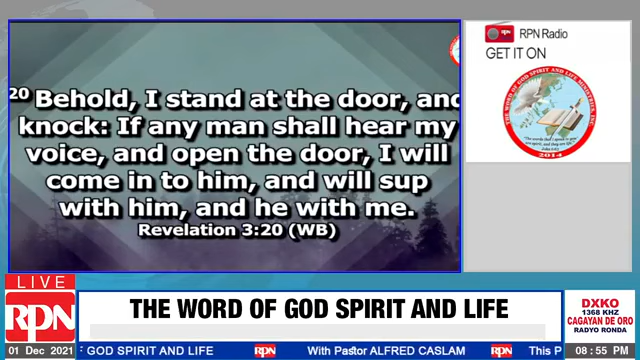 20 Behold, I stand at the door, and
knock: If any man shall hear my
voice, and open the door, I will
come in to him, and will sup
with him, and he with me.
Revelation 3:20 (WB)
RPN Radio
GET IT ON
THE WORD OF GOD SPIRIT AND LIFE MINISTRIES INC.
2014
LIVE
RPN
THE WORD OF GOD SPIRIT AND LIFE
DXKO
1368 KHZ
CAGAYAN DE ORO
RADYO RONDA
01 Dec 2021
F GOD SPIRIT AND LIFE RPN With Pastor ALFRED CASLAM RPN This P
08:55 PM